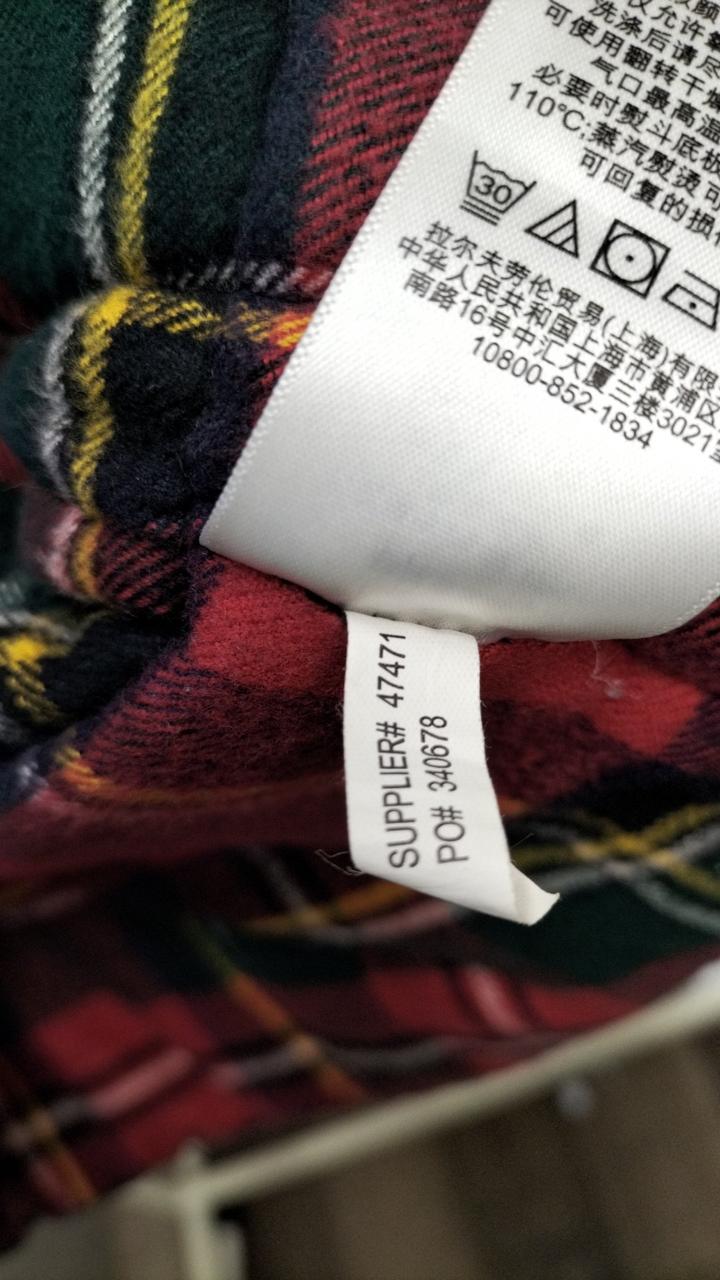 洗涤后请尽
可使用翻转干燥
气口最高温
必要时熨斗底板
110℃;蒸汽熨烫可
可回复的损
30
拉尔夫劳伦贸易(上海)有限
中华人民共和国上海市黄浦区
南路16号中汇大厦三楼3021室
10800-852-1834
SUPPLIER# 47471
PO# 340678